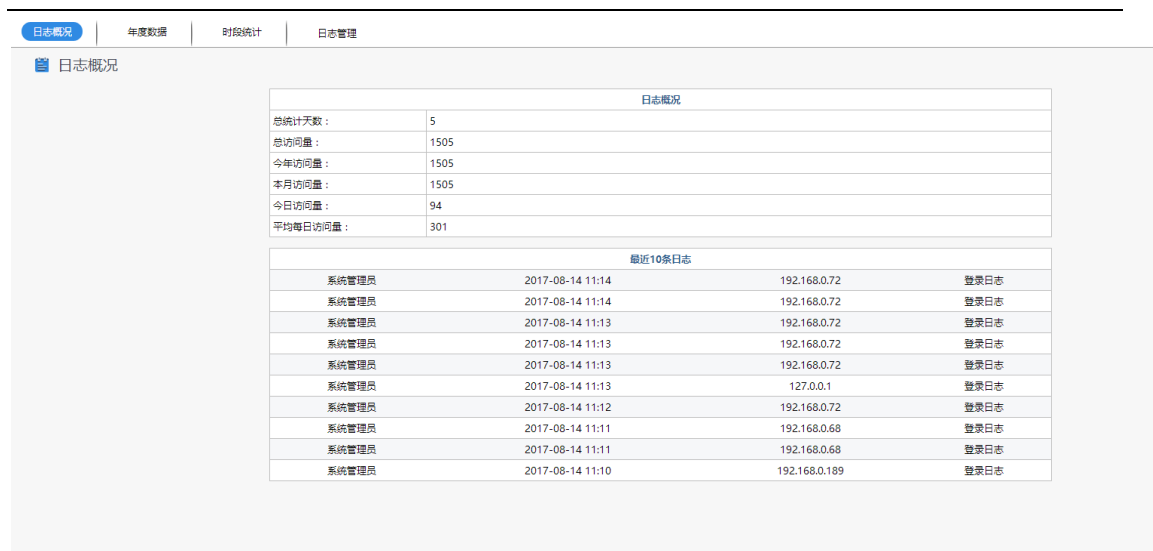 日志概况 年度数据 时段统计 日志管理
日志概况
日志概况
总统计天数： 5
总访问量： 1505
今年访问量： 1505
本月访问量： 1505
今日访问量： 94
平均每日访问量： 301
最近10条日志
系统管理员 2017-08-14 11:14 192.168.0.72 登录日志
系统管理员 2017-08-14 11:14 192.168.0.72 登录日志
系统管理员 2017-08-14 11:13 192.168.0.72 登录日志
系统管理员 2017-08-14 11:13 192.168.0.72 登录日志
系统管理员 2017-08-14 11:13 192.168.0.72 登录日志
系统管理员 2017-08-14 11:13 127.0.0.1 登录日志
系统管理员 2017-08-14 11:12 192.168.0.72 登录日志
系统管理员 2017-08-14 11:11 192.168.0.68 登录日志
系统管理员 2017-08-14 11:11 192.168.0.68 登录日志
系统管理员 2017-08-14 11:10 192.168.0.189 登录日志